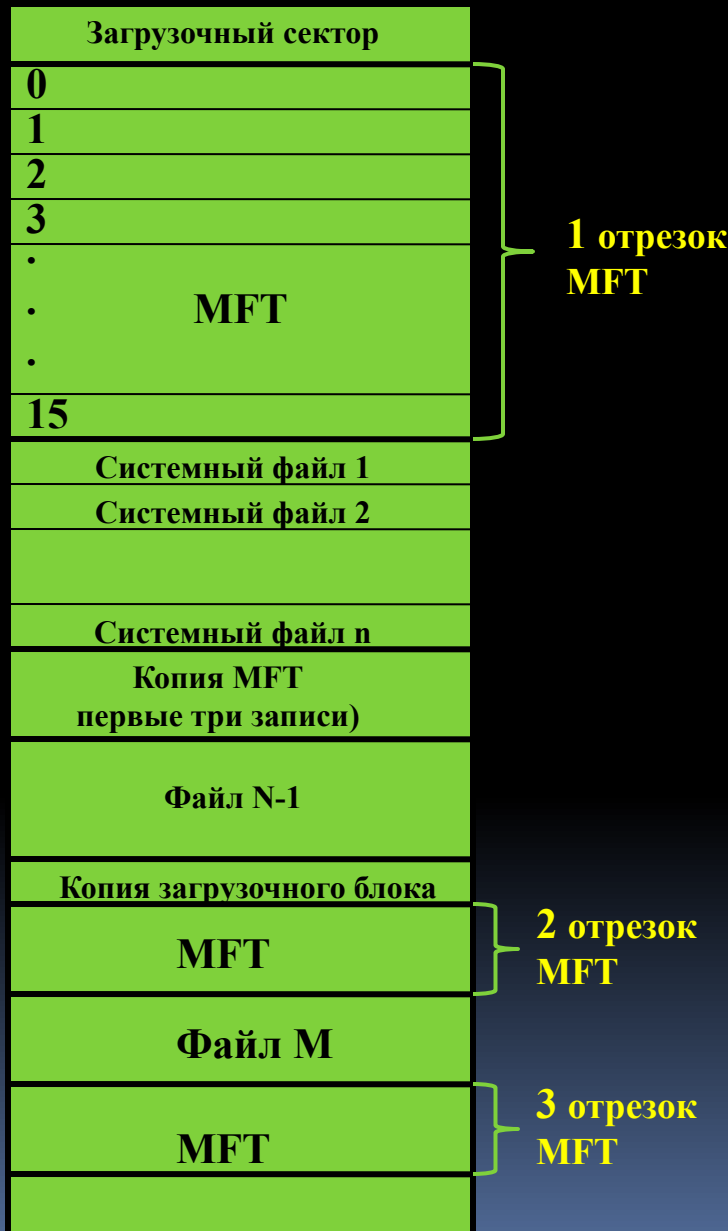 Загрузочный сектор
0
1
2
3
.
.
.
MFT
15
1 отрезок
MFT
Системный файл 1
Системный файл 2
Системный файл n
Копия MFT
первые три записи)
Файл N-1
Копия загрузочного блока
MFT
2 отрезок
MFT
Файл M
MFT
3 отрезок
MFT